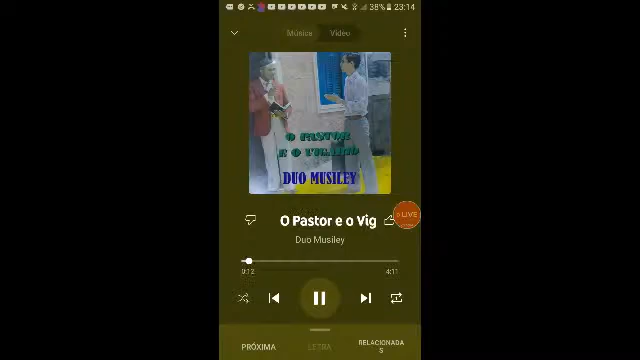 38% 23:14
Música Vídeo
O PASTOR
E O VIGARIO
DUO MUSILEY
O Pastor e o Vig
LIVE
Duo Musiley
0:12 4:11
PRÓXIMA LETRA RELACIONADA
S